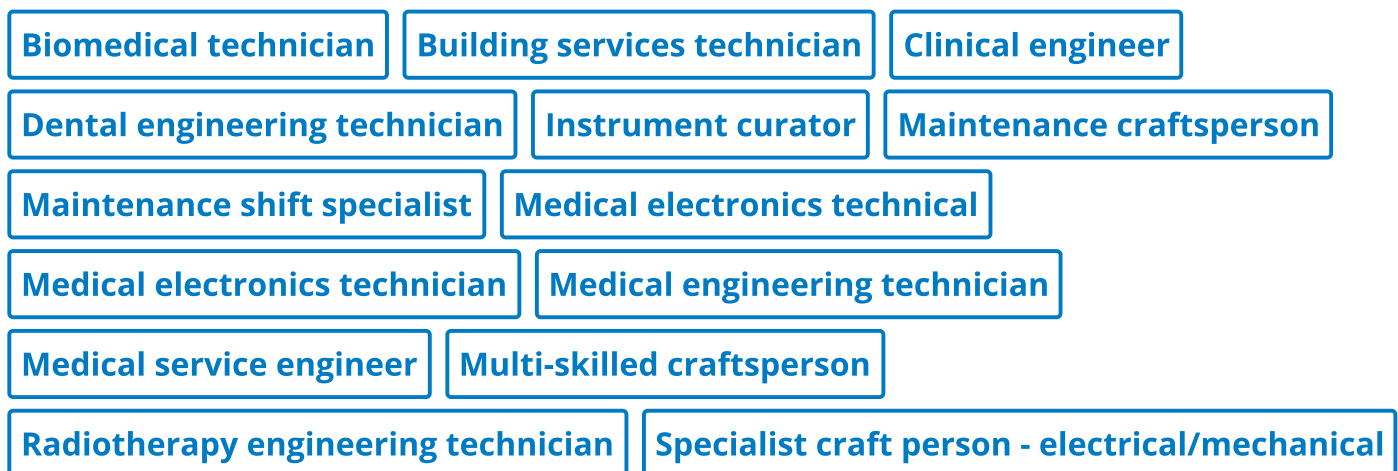 Biomedical technician Building services technician Clinical engineer
Dental engineering technician Instrument curator Maintenance craftsperson
Maintenance shift specialist Medical electronics technical
Medical electronics technician Medical engineering technician
Medical service engineer Multi-skilled craftsperson
Radiotherapy engineering technician Specialist craft person - electrical/mechanical